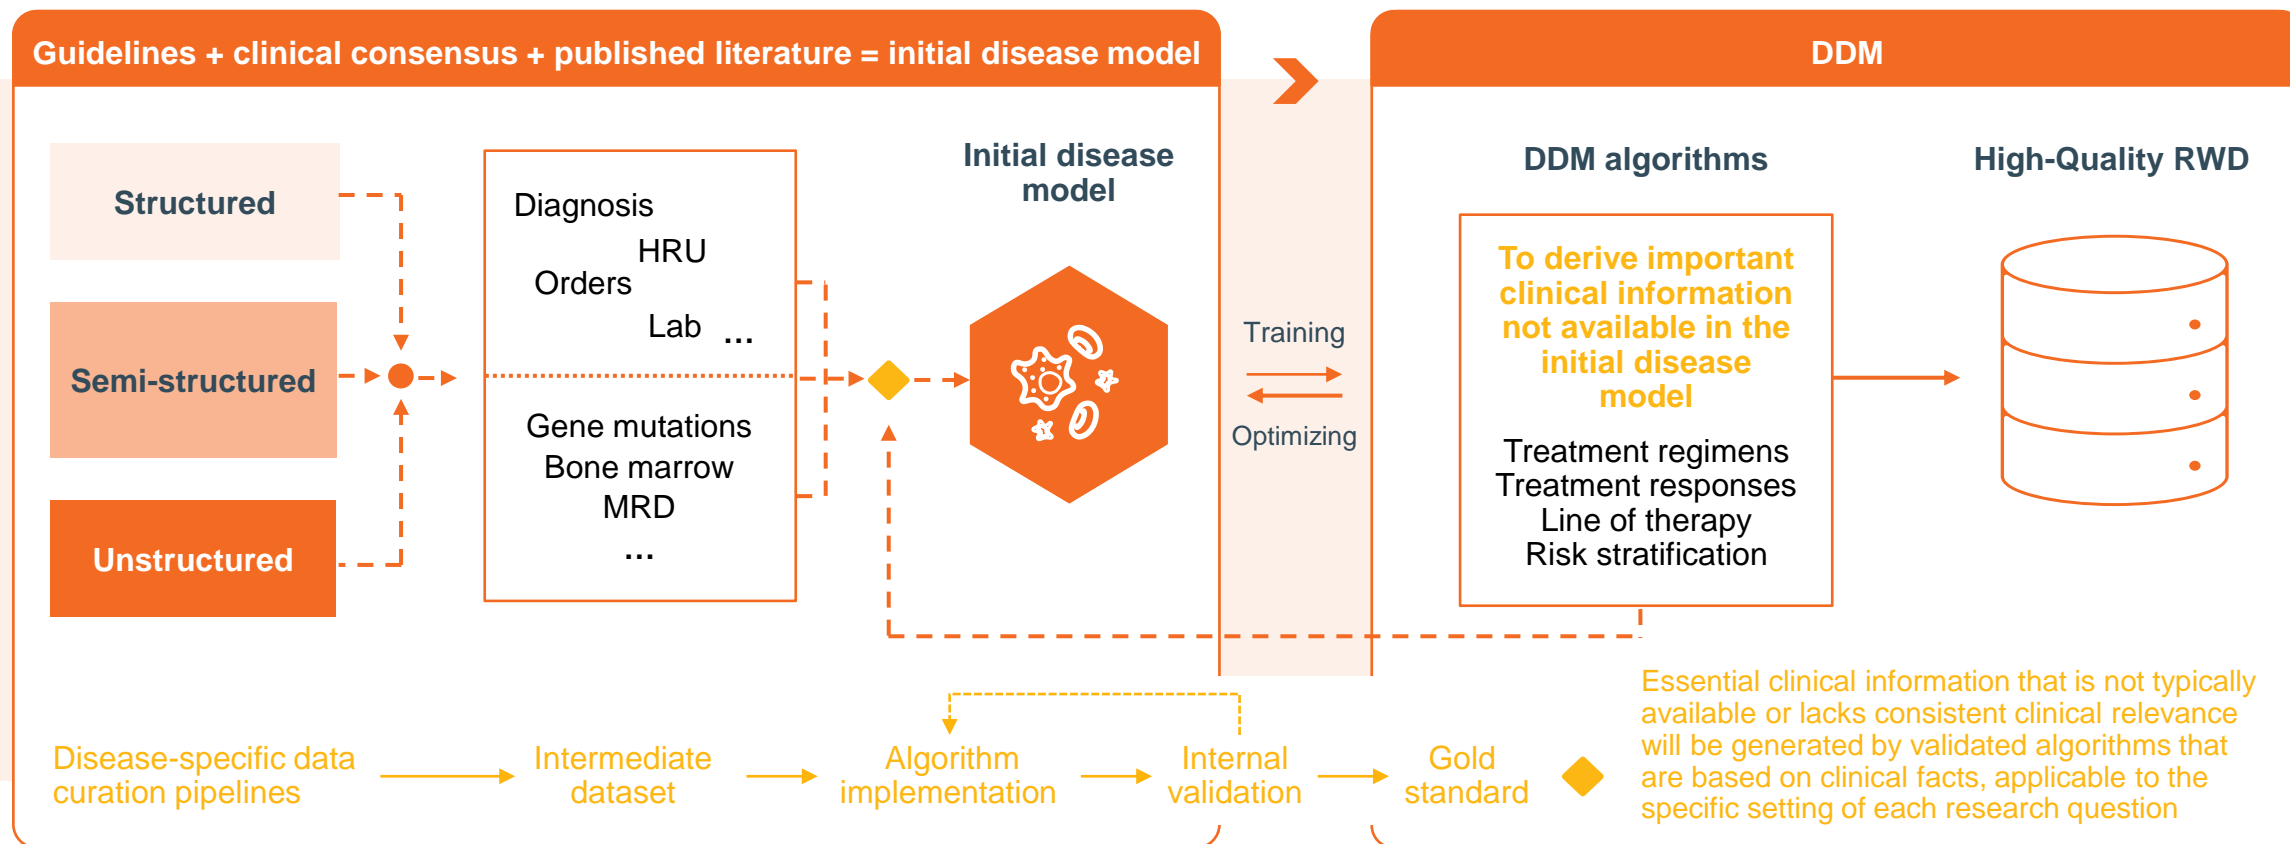 Guidelines + clinical consensus + published literature = initial disease model
DDM
Structured
Semi-structured
Unstructured
Diagnosis
HRU
Orders
Lab
...
Gene mutations
Bone marrow
MRD
...
Initial disease
model
Training
Optimizing
DDM algorithms
To derive important
clinical information
not available in the
initial disease
model
Treatment regimens
Treatment responses
Line of therapy
Risk stratification
High-Quality RWD
Disease-specific data
curation pipelines
Intermediate
dataset
Algorithm
implementation
Internal
validation
Gold
standard
Essential clinical information that is not typically
available or lacks consistent clinical relevance
will be generated by validated algorithms that
are based on clinical facts, applicable to the
specific setting of each research question